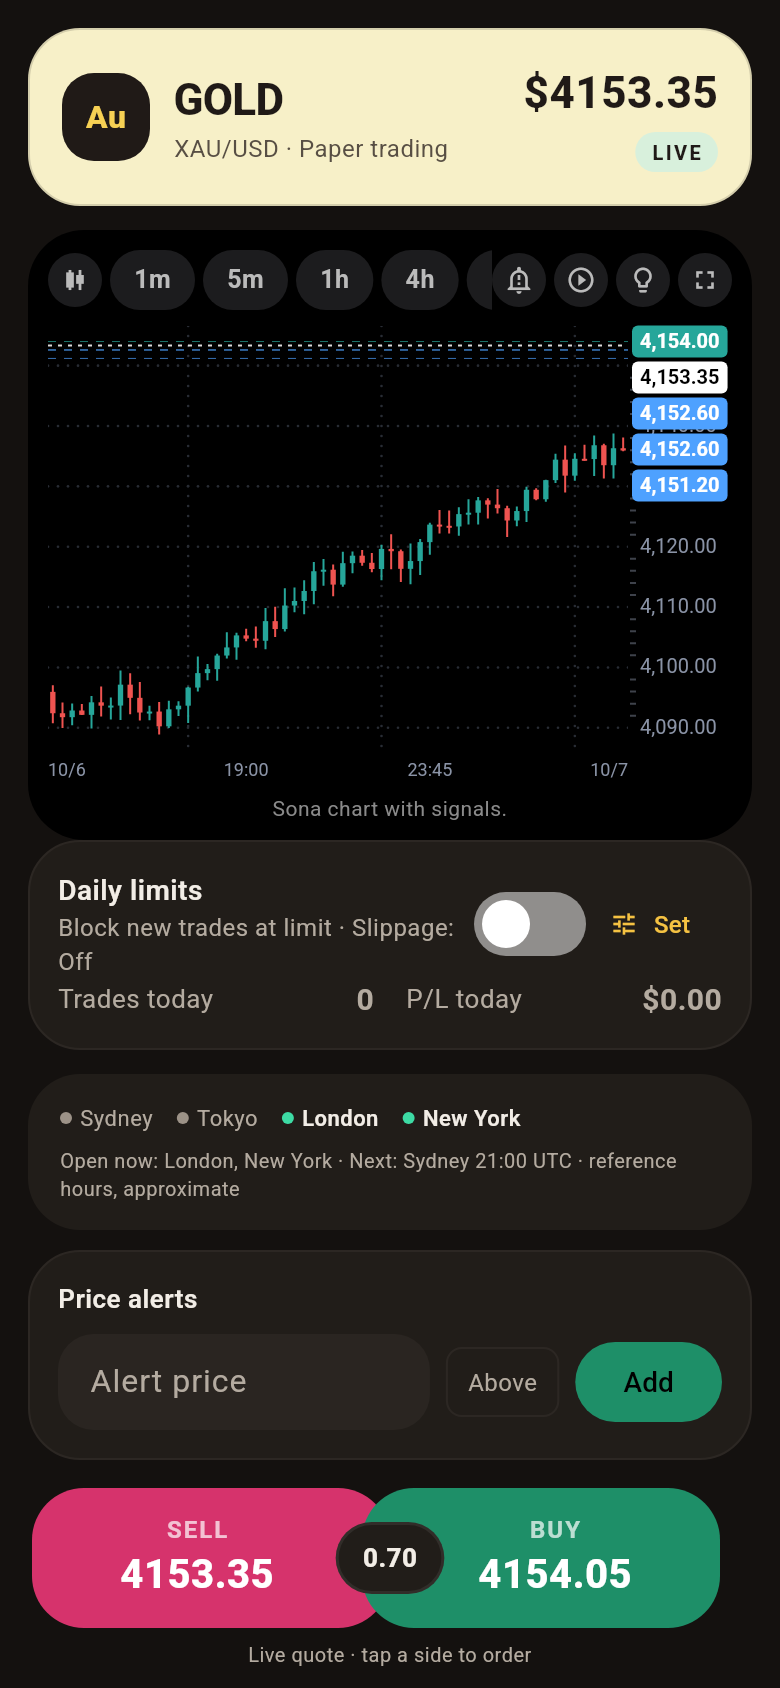 Au
GOLD
XAU/USD · Paper trading
$4153.35
LIVE
1m 5m 1h 4h
4,154.00
4,153.35
4,152.60
4,152.60
4,151.20
4,120.00
4,110.00
4,100.00
4,090.00
10/6 19:00 23:45 10/7
Sona chart with signals.
Daily limits
Block new trades at limit · Slippage:
Off
Set
Trades today 0 P/L today $0.00
Sydney Tokyo London New York
Open now: London, New York · Next: Sydney 21:00 UTC · reference
hours, approximate
Price alerts
Alert price Above Add
SELL
4153.35
0.70
BUY
4154.05
Live quote · tap a side to order